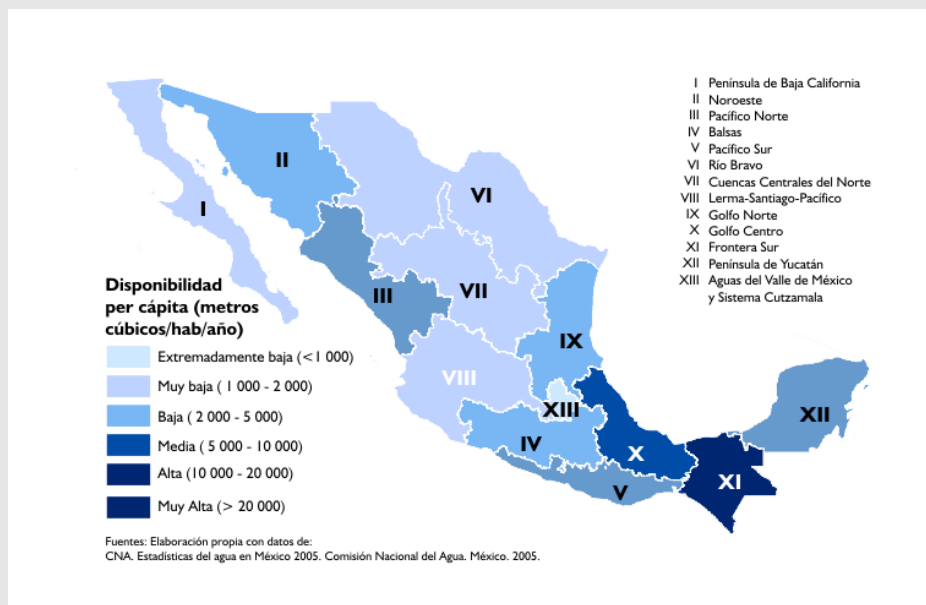 I Península de Baja California
II Noroeste
III Pacífico Norte
IV Balsas
V Pacífico Sur
VI Río Bravo
VII Cuencas Centrales del Norte
VIII Lerma-Santiago-Pacífico
IX Golfo Norte
X Golfo Centro
XI Frontera Sur
XII Península de Yucatán
XIII Aguas del Valle de México
y Sistema Cutzamala
II
VI
I
III
VII
IX
VIII
XIII
XII
IV
X
XI
V
Disponibilidad
per cápita (metros
cúbicos/hab/año)
Extremadamente baja (<1 000)
Muy baja ( 1 000 - 2 000)
Baja ( 2 000 - 5 000)
Media ( 5 000 - 10 000)
Alta (10 000 - 20 000)
Muy Alta (> 20 000)
Fuentes: Elaboración propia con datos de:
CNA. Estadísticas del agua en México 2005. Comisión Nacional del Agua. México. 2005.